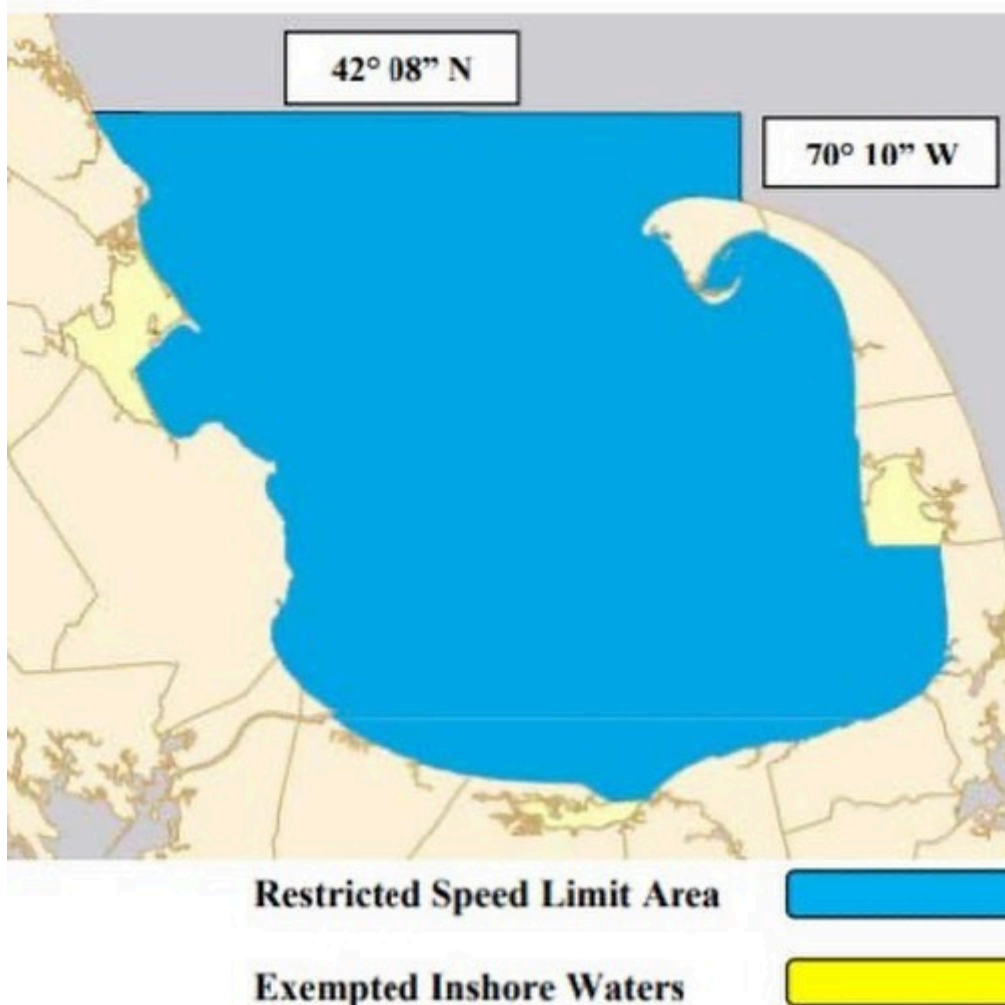 42° 08” N
70° 10” W
Restricted Speed Limit Area
Exempted Inshore Waters